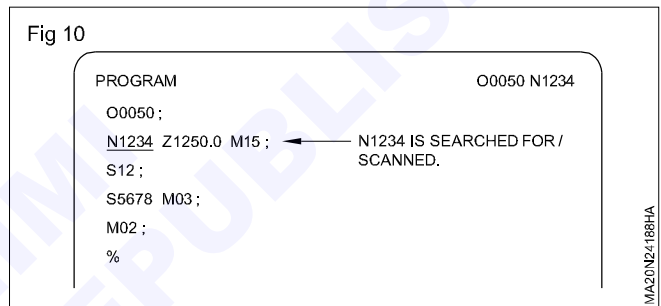 Fig 10
PROGRAM O0050 N1234
O0050 ;
N1234 Z1250.0 M15 ; N1234 IS SEARCHED FOR /
SCANNED.
S12 ;
S5678 M03 ;
M02 ;
%
MA20N24188HA